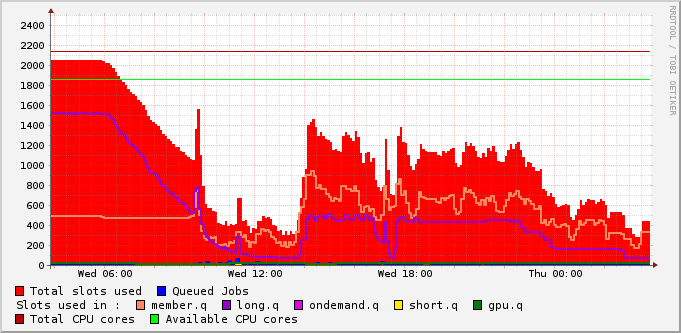 2400
2200
2000
1800
1600
1400
1200
1000
800
600
400
200
0
Wed 06:00 Wed 12:00 Wed 18:00 Thu 00:00
Total slots used Queued Jobs
Slots used in : member.q long.q ondemand.q short.q gpu.q
Total CPU cores Available CPU cores
RRDTOOL / TOBI OETIKER